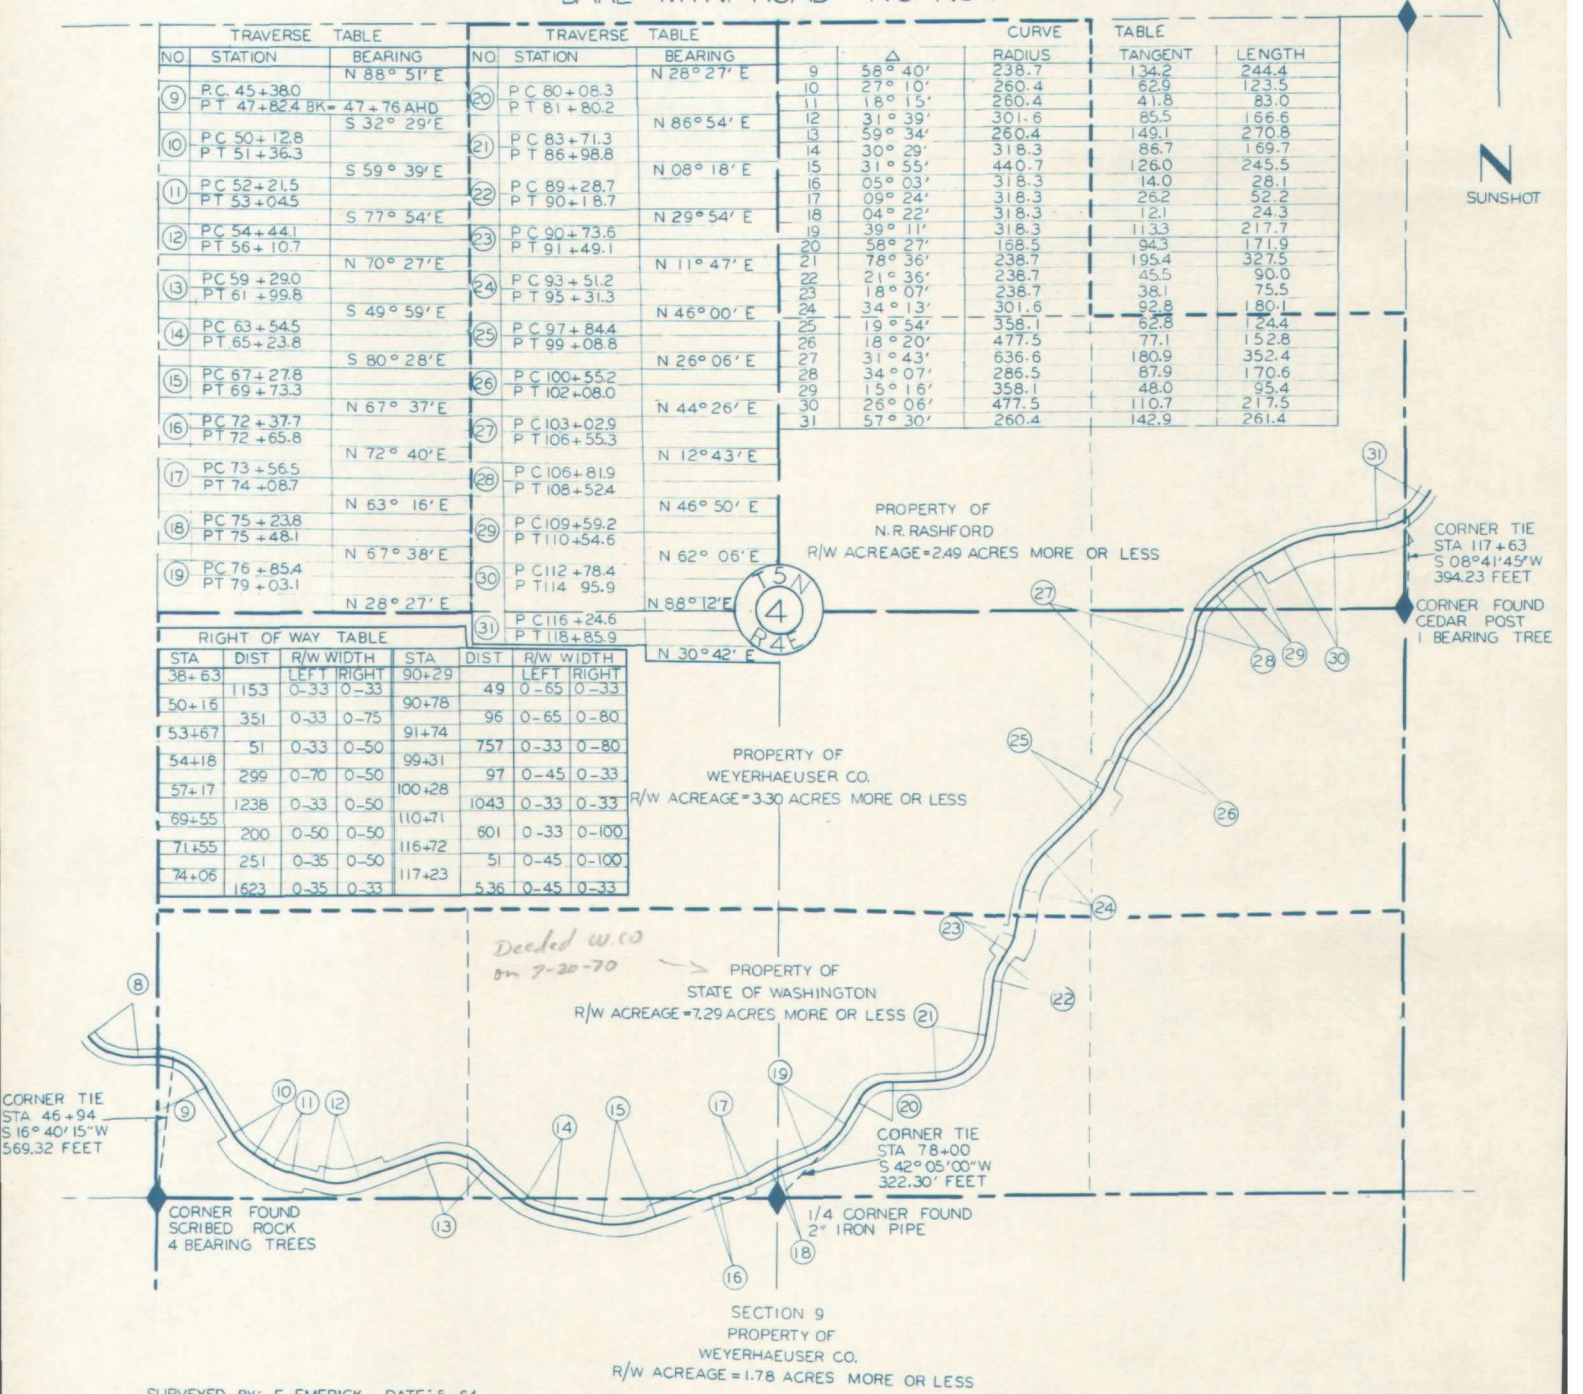 TRAVERSE TABLE
NO. STATION BEARING
N 88° 51' E
9 P.C. 45+38.0
P T 47+82.4 BK= 47+76 AHD
S 32° 29' E
10 PC 50+12.8
PT 51+36.3
S 59° 39' E
11 PC 52+21.5
PT 53+04.5
S 77° 54' E
12 PC 54+44.1
PT 56+10.7
N 70° 27' E
13 PC 59+29.0
PT 61+99.8
S 49° 59' E
14 PC 63+54.5
PT 65+23.8
S 80° 28' E
15 PC 67+27.8
PT 69+73.3
N 67° 37' E
16 PC 72+37.7
PT 72+65.8
N 72° 40' E
17 PC 73+56.5
PT 74+08.7
N 63° 16' E
18 PC 75+23.8
PT 75+48.1
N 67° 38' E
19 PC 76+85.4
PT 79+03.1
N 28° 27' E
TRAVERSE TABLE
NO. STATION BEARING
N 28° 27' E
20 P C 80+08.3
P T 81+80.2
N 86° 54' E
21 P C 83+71.3
P T 86+98.8
N 08° 18' E
22 P C 89+28.7
P T 90+18.7
N 29° 54' E
23 P C 90+73.6
P T 91+49.1
N 11° 47' E
24 P C 93+51.2
P T 95+31.3
N 46° 00' E
25 P C 97+84.4
P T 99+08.8
N 26° 06' E
26 P C 100+55.2
P T 102+08.0
N 44° 26' E
27 P C 103+02.9
P T 106+55.3
N 12° 43' E
28 P C 106+81.9
P T 108+52.4
N 46° 50' E
29 P C 109+59.2
P T 110+54.6
N 62° 06' E
30 P C 112+78.4
P T 114 95.9
N 88° 12' E
31 P C 116+24.6
P T 118+85.9
N 30° 42' E
CURVE TABLE
Δ RADIUS TANGENT LENGTH
9 58° 40' 238.7 134.2 244.4
10 27° 10' 260.4 62.9 123.5
11 18° 15' 260.4 41.8 83.0
12 31° 39' 301.6 85.5 166.6
13 59° 34' 260.4 149.1 270.8
14 30° 29' 318.3 86.7 169.7
15 31° 55' 440.7 126.0 245.5
16 05° 03' 318.3 14.0 28.1
17 09° 24' 318.3 26.2 52.2
18 04° 22' 318.3 12.1 24.3
19 39° 11' 318.3 113.3 217.7
20 58° 27' 168.5 94.3 171.9
21 78° 36' 238.7 195.4 327.5
22 21° 36' 238.7 45.5 90.0
23 18° 07' 238.7 38.1 75.5
24 34° 13' 301.6 92.8 180.1
25 19° 54' 358.1 62.8 124.4
26 18° 20' 477.5 77.1 152.8
27 31° 43' 636.6 180.9 352.4
28 34° 07' 286.5 87.9 170.6
29 15° 16' 358.1 48.0 95.4
30 26° 06' 477.5 110.7 217.5
31 57° 30' 260.4 142.9 261.4
N
SUNSHOT
T5N
4
R4E
RIGHT OF WAY TABLE
STA DIST R/W WIDTH STA DIST R/W WIDTH
LEFT RIGHT LEFT RIGHT
38+63 90+29
1153 0-33 0-33 49 0-65 0-33
50+16 90+78
351 0-33 0-75 96 0-65 0-80
53+67 91+74
51 0-33 0-50 757 0-33 0-80
54+18 99+31
299 0-70 0-50 97 0-45 0-33
57+17 100+28
1238 0-33 0-50 1043 0-33 0-33
69+55 110+71
200 0-50 0-50 601 0-33 0-100
71+55 116+72
251 0-35 0-50 51 0-45 0-100
74+06 117+23
1623 0-35 0-33 536 0-45 0-33
PROPERTY OF
N.R. RASHFORD
R/W ACREAGE=2.49 ACRES MORE OR LESS
31
CORNER TIE
STA 117+63
S 08°41'45"W
394.23 FEET
CORNER FOUND
CEDAR POST
1 BEARING TREE
27
28
29
30
PROPERTY OF
WEYERHAEUSER CO.
R/W ACREAGE=3.30 ACRES MORE OR LESS
25
26
24
23
22
Deeded W.CO
on 7-20-70
PROPERTY OF
STATE OF WASHINGTON
R/W ACREAGE=7.29 ACRES MORE OR LESS
21
8
CORNER TIE
STA 46+94
S 16° 40' 15"W
569.32 FEET
9
10
11
12
13
14
15
17
19
20
CORNER TIE
STA 78+00
S 42° 05' 00"W
322.30' FEET
CORNER FOUND
SCRIBED ROCK
4 BEARING TREES
1/4 CORNER FOUND
2" IRON PIPE
18
16
SECTION 9
PROPERTY OF
WEYERHAEUSER CO.
R/W ACREAGE=1.78 ACRES MORE OR LESS